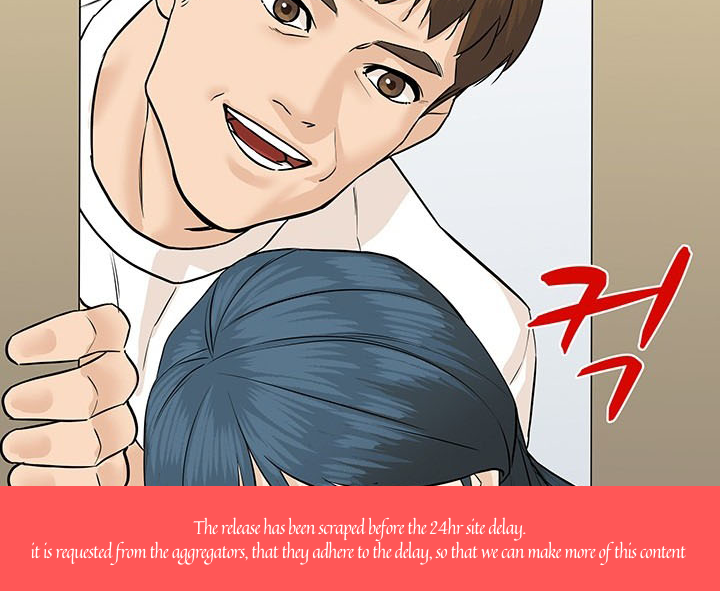 컥
The release has been scraped before the 24hr site delay.
it is requested from the aggregators, that they adhere to the delay, so that we can make more of this content